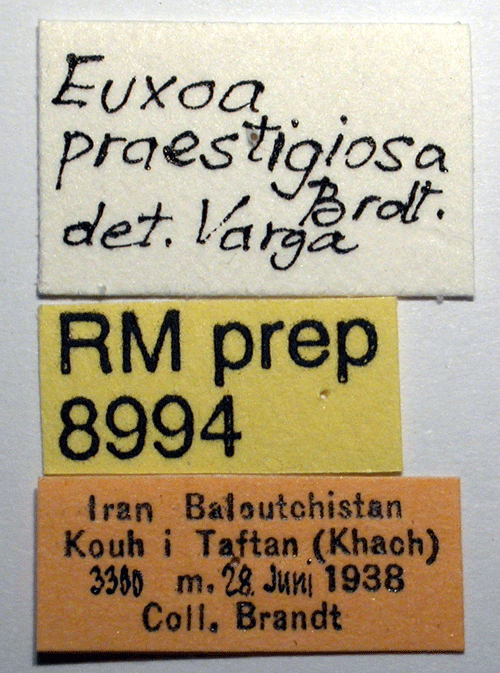 Euxoa
praestigiosa
Brdt.
det. Varga
RM prep
8994
Iran Baloutchistan
Kouh i Taftan (Khach)
3300 m. 28. Juni 1938
Coll. Brandt